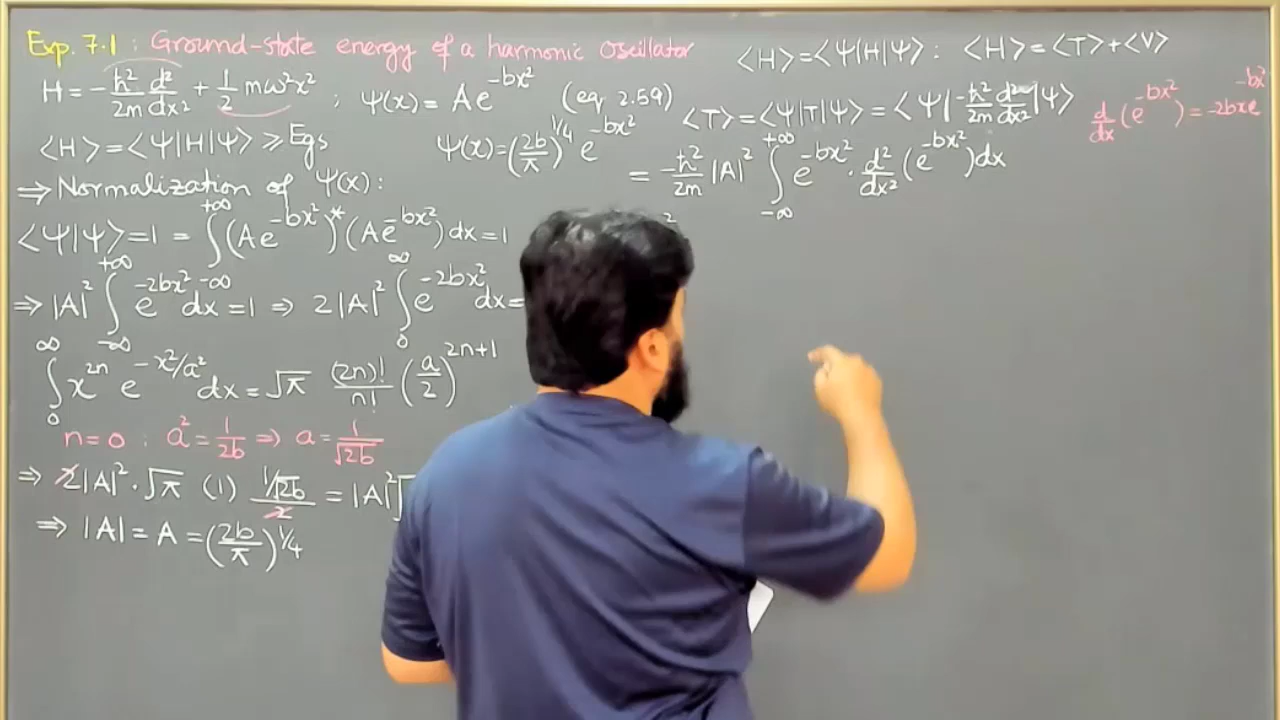 Exp. 7.1 : Ground-state energy of a harmonic oscillator
H = -ħ²/2m d²/dx² + 1/2 mω²x² ; Ψ(x) = Ae^{-bx²} (eq 2.59)
<H> = <Ψ|H|Ψ> ⩾ Egs
Ψ(x) = (2b/π)^{1/4} e^{-bx²}
⇒ Normalization of Ψ(x):
<Ψ|Ψ> = 1 = ∫_{-∞}^{+∞} (Ae^{-bx²})* (Ae^{-bx²}) dx = 1
⇒ |A|² ∫_{-∞}^{+∞} e^{-2bx²} dx = 1 ⇒ 2|A|² ∫_0^∞ e^{-2bx²} dx =
∫_0^∞ x^{2n} e^{-x²/a²} dx = √π (2n)!/n! (a/2)^{2n+1}
n = 0 : a² = 1/2b ⇒ a = 1/√2b
⇒ 2|A|² · √π (1) 1/√2b / 2 = |A|² √
⇒ |A| = A = (2b/π)^{1/4}
<H> = <Ψ|H|Ψ> : <H> = <T> + <V>
<T> = <Ψ|T|Ψ> = <Ψ| -ħ²/2m d²/dx² |Ψ>
d/dx (e^{-bx²}) = -2bxe^{-bx²}
= -ħ²/2m |A|² ∫_{-∞}^{+∞} e^{-bx²} · d²/dx² (e^{-bx²}) dx